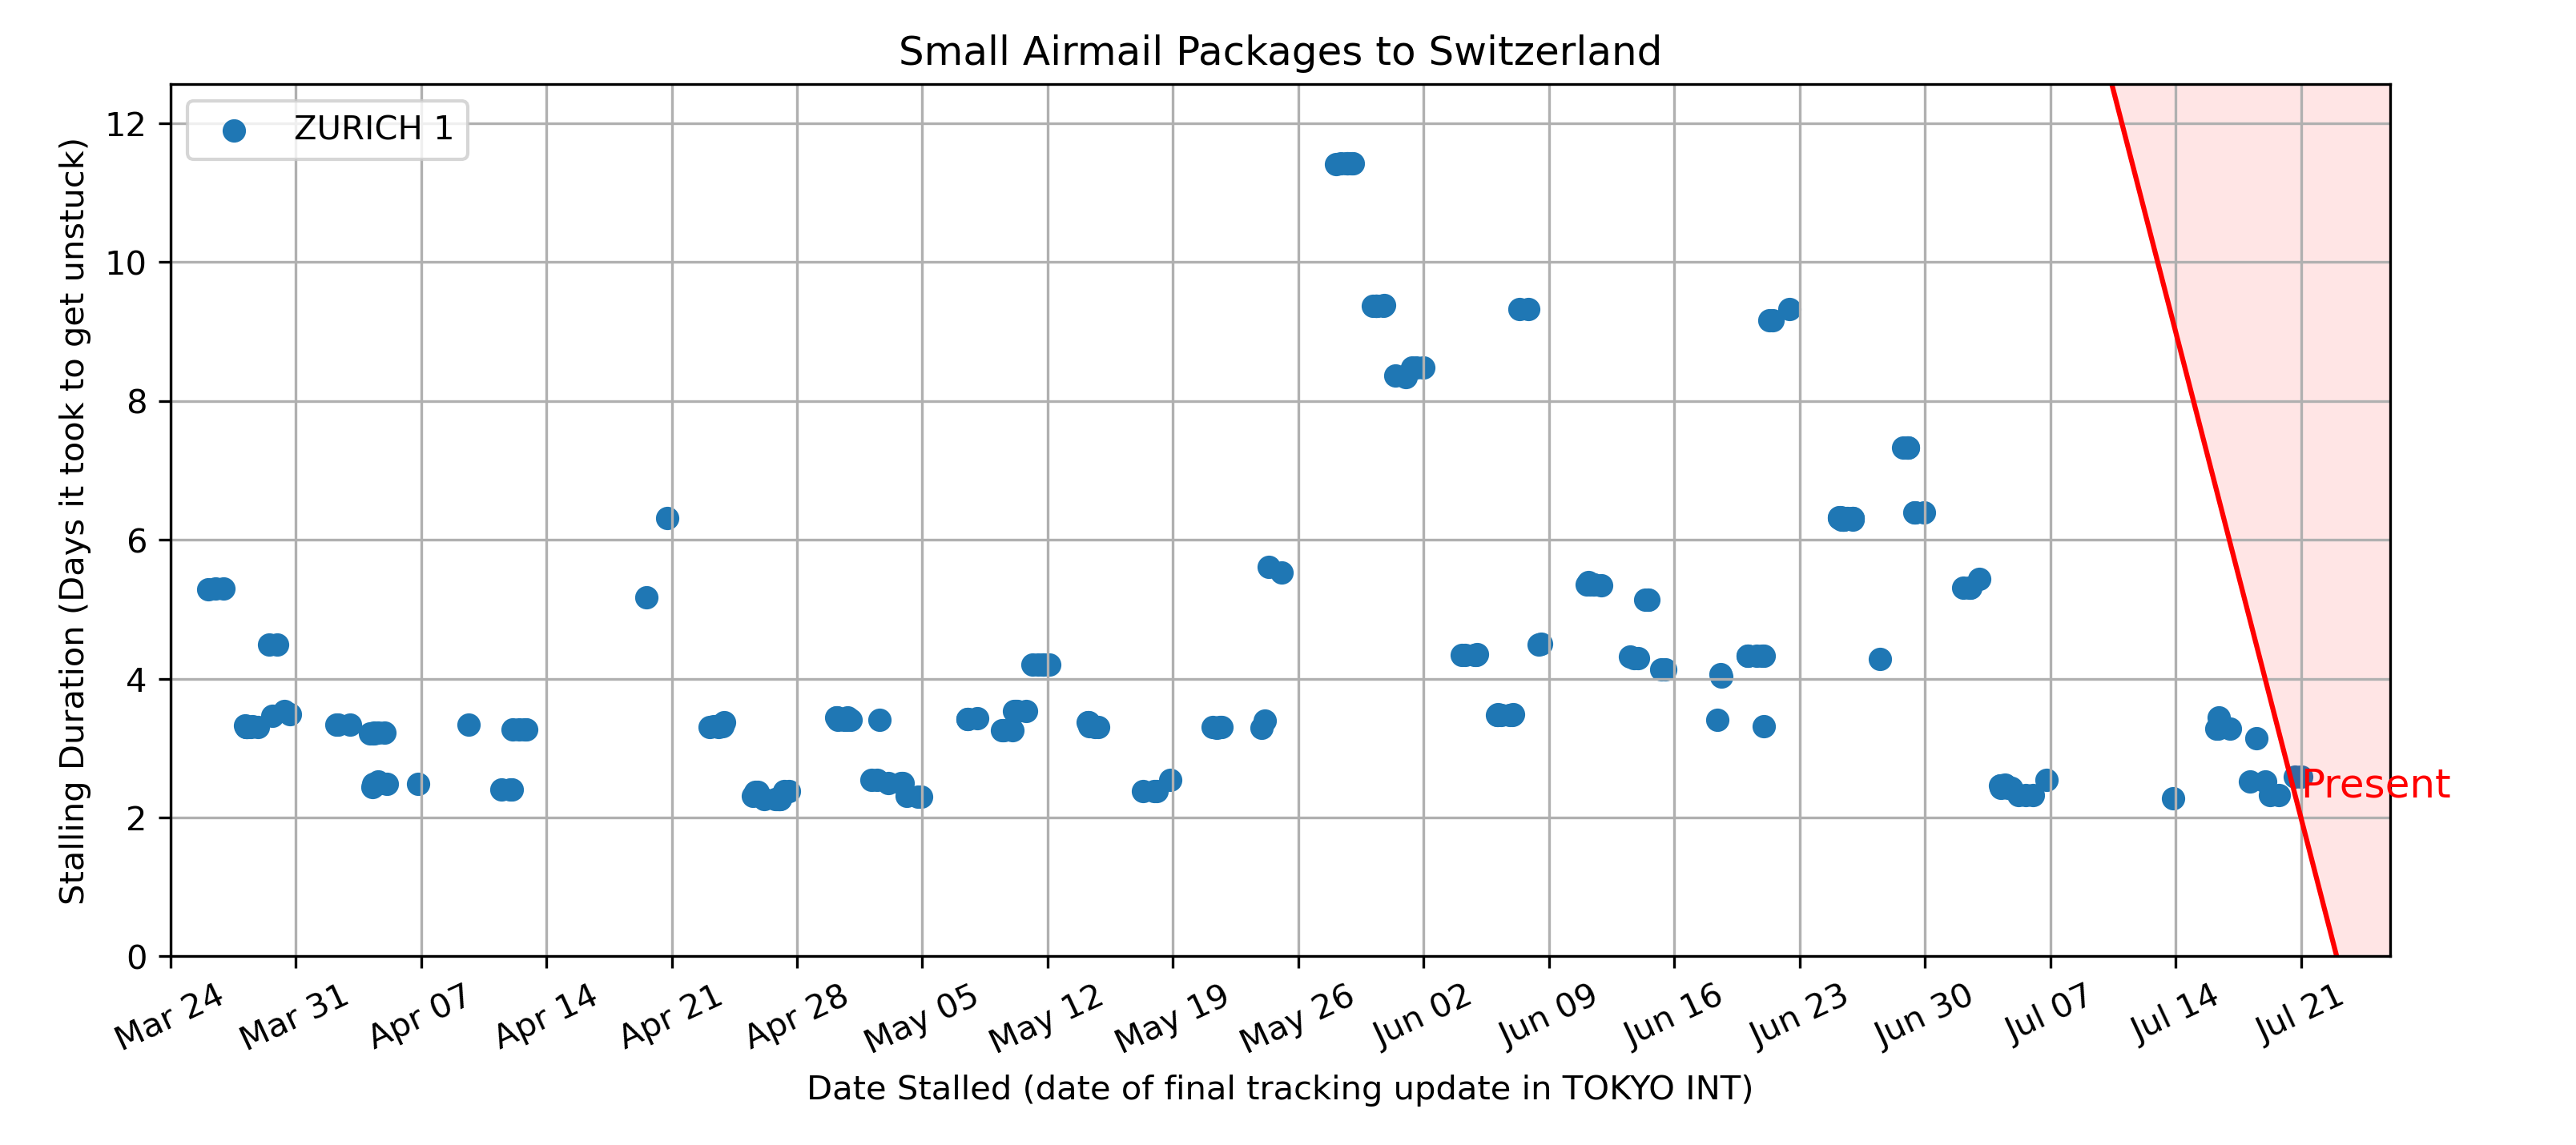 Small Airmail Packages to Switzerland
ZURICH 1
Stalling Duration (Days it took to get unstuck)
12
10
8
6
4
2
0
Present
Mar 24 Mar 31 Apr 07 Apr 14 Apr 21 Apr 28 May 05 May 12 May 19 May 26 Jun 02 Jun 09 Jun 16 Jun 23 Jun 30 Jul 07 Jul 14 Jul 21
Date Stalled (date of final tracking update in TOKYO INT)